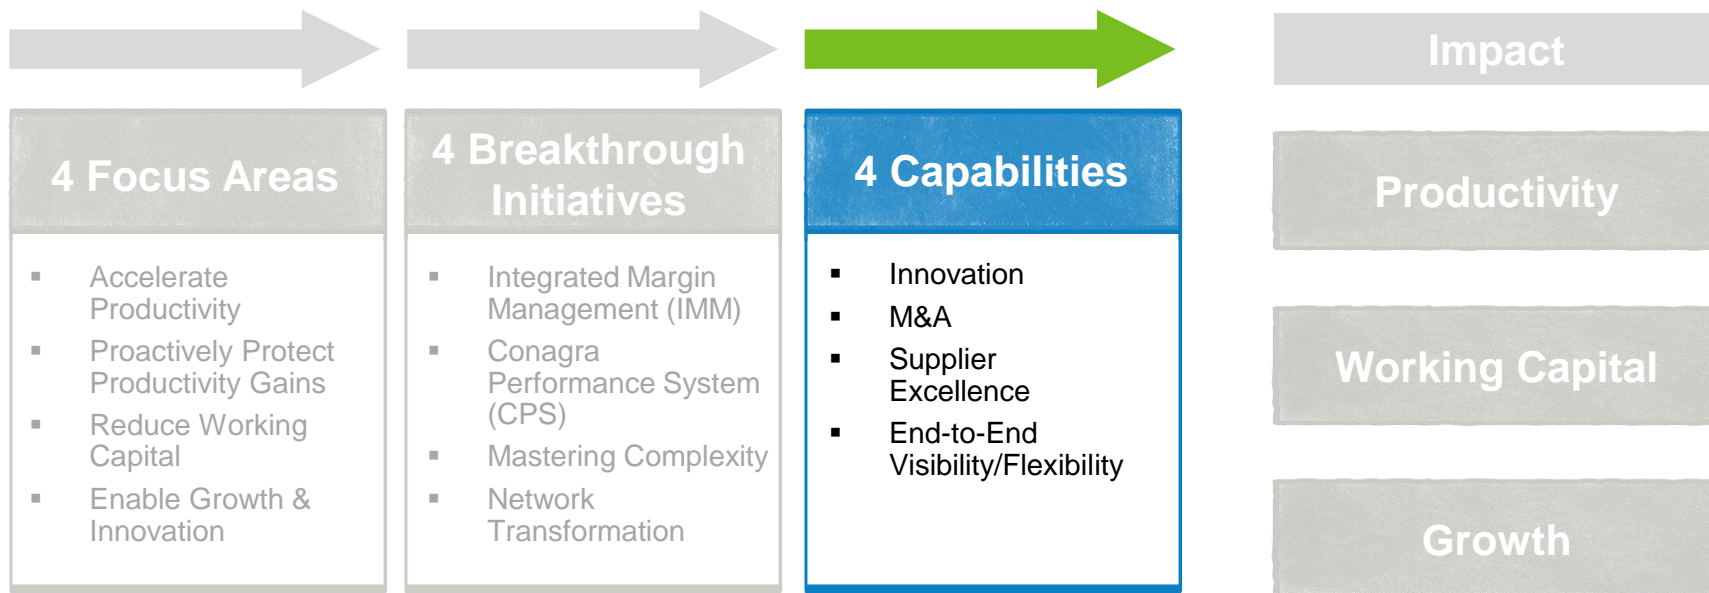 4 Focus Areas
▪ Accelerate
Productivity
▪ Proactively Protect
Productivity Gains
▪ Reduce Working
Capital
▪ Enable Growth &
Innovation
4 Breakthrough
Initiatives
▪ Integrated Margin
Management (IMM)
▪ Conagra
Performance System
(CPS)
▪ Mastering Complexity
▪ Network
Transformation
4 Capabilities
▪ Innovation
▪ M&A
▪ Supplier
Excellence
▪ End-to-End
Visibility/Flexibility
Impact
Productivity
Working Capital
Growth